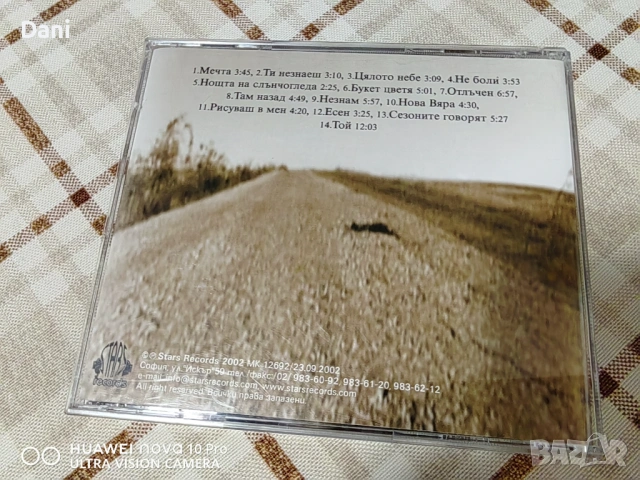 Dani
1.Мечта 3:45, 2.Ти незнаеш 3:10, 3.Цялото небе 3:09, 4.Не боли 3:53
5.Нощта на слънчогледа 2:25, 6.Букет цветя 5:01, 7.Отлъчен 6:57,
8.Там назад 4:49, 9.Незнам 5:57, 10.Нова Вяра 4:30,
11.Рисуваш в мен 4:20, 12.Есен 3:25, 13.Сезоните говорят 5:27
14.Той 12:03
STARS
records
©℗ Stars Records 2002 MK-12692/23.09.2002
София, ул."Искър"59 тел./факс:/02/ 983-60-92, 983-61-20 983-62-12
e-mail: info@starsrecords.com www.starsrecords.com
All right reserved. Всички права запазени
HUAWEI nova 10 Pro
ULTRA VISION CAMERA
BAZAR